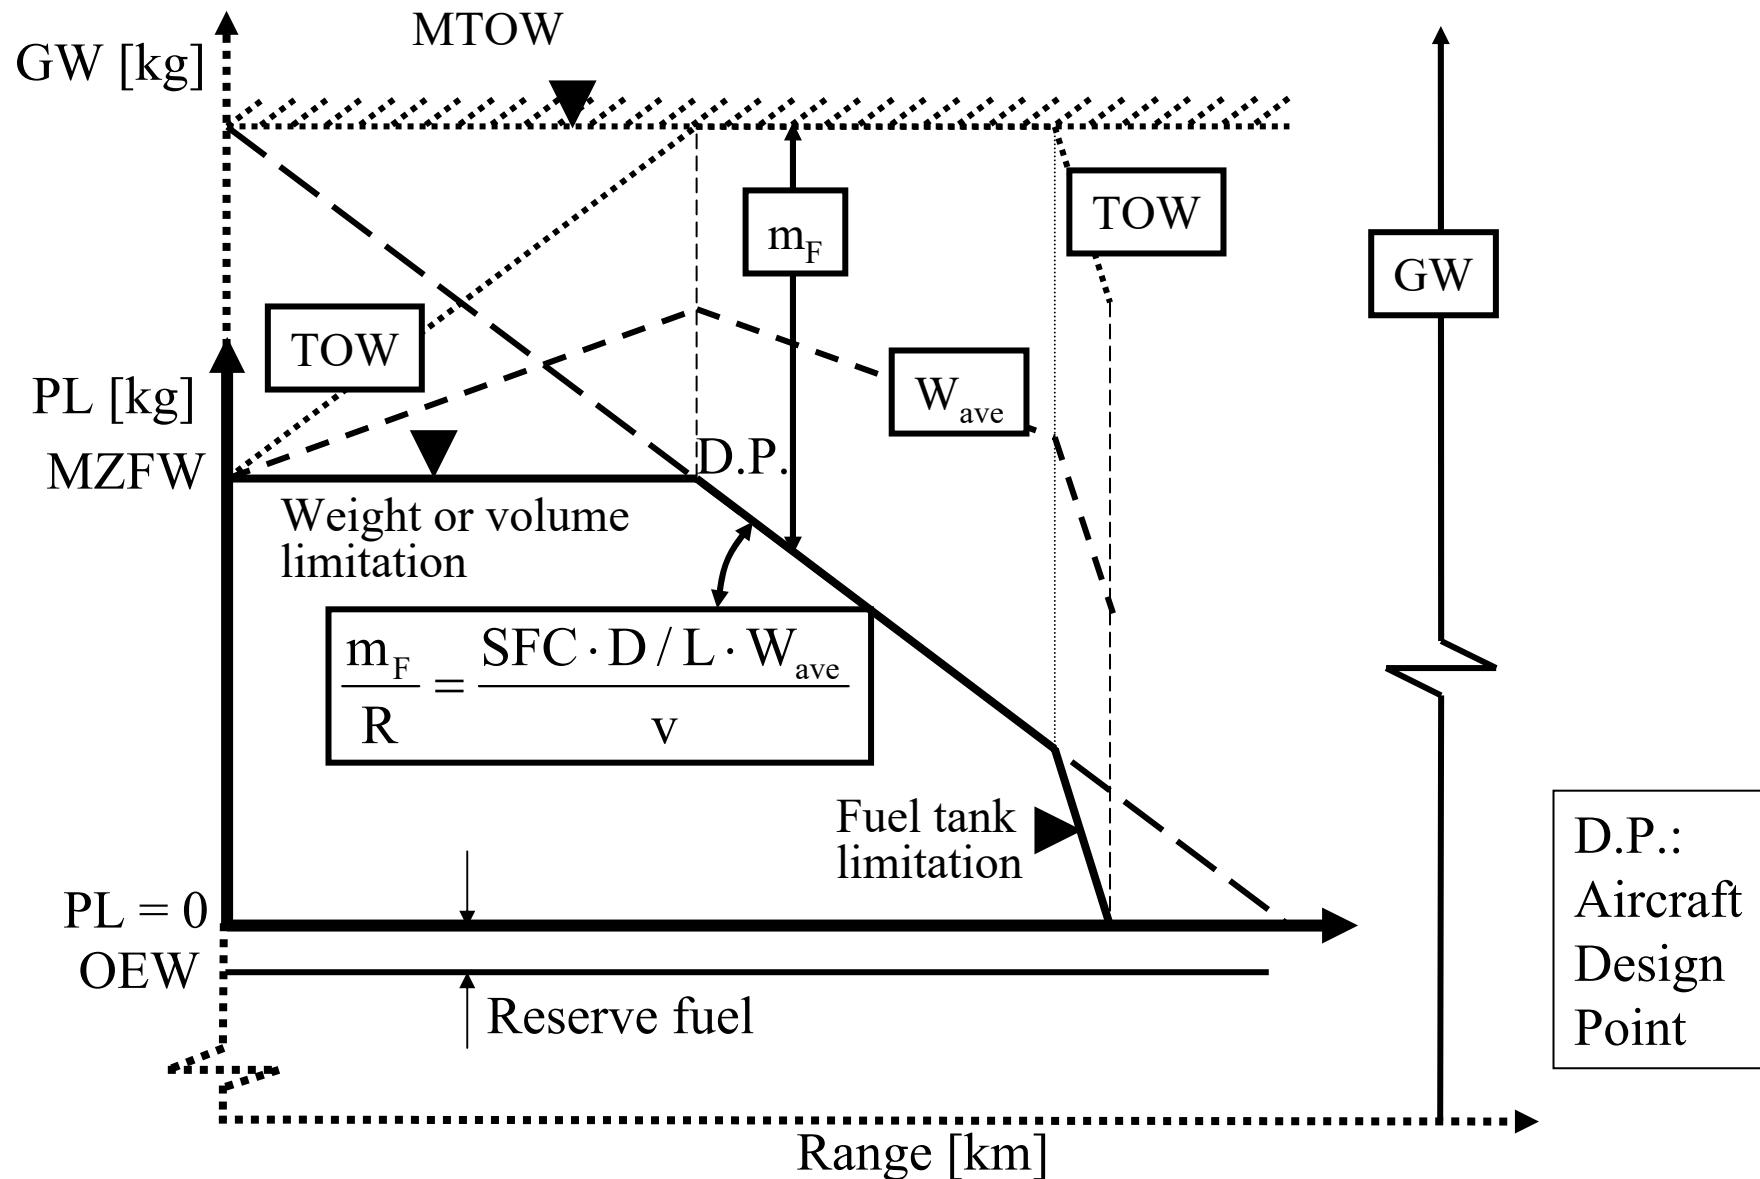 MTOW
GW [kg]
TOW
m_F
GW
TOW
PL [kg]
W_ave
MZFW
D.P.
Weight or volume
limitation
m_F / R = SFC · D / L · W_ave / v
Fuel tank
limitation
D.P.:
Aircraft
Design
Point
PL = 0
OEW
Reserve fuel
Range [km]